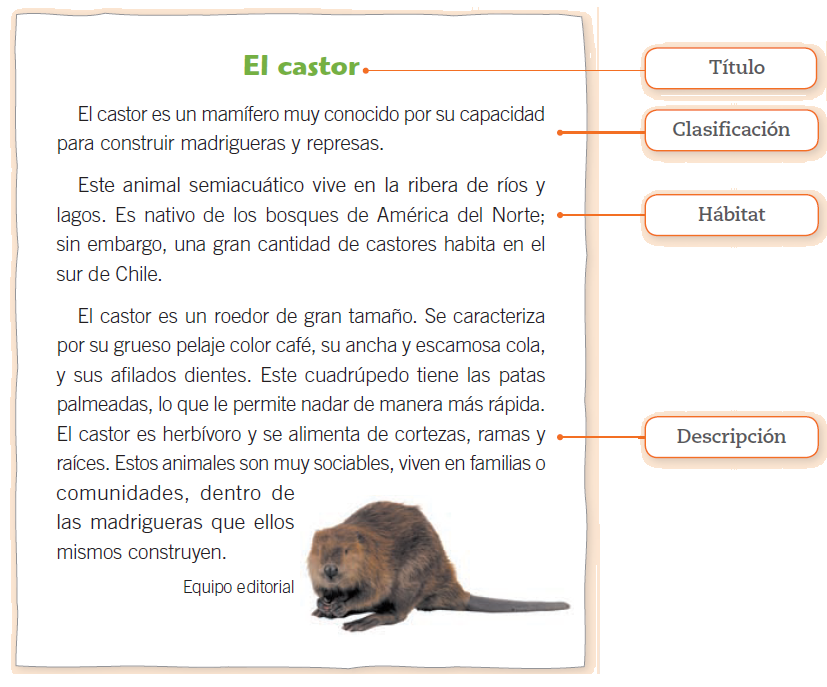 El castor
Título
El castor es un mamífero muy conocido por su capacidad
para construir madrigueras y represas.
Clasificación
Este animal semiacuático vive en la ribera de ríos y
lagos. Es nativo de los bosques de América del Norte;
sin embargo, una gran cantidad de castores habita en el
sur de Chile.
Hábitat
El castor es un roedor de gran tamaño. Se caracteriza
por su grueso pelaje color café, su ancha y escamosa cola,
y sus afilados dientes. Este cuadrúpedo tiene las patas
palmeadas, lo que le permite nadar de manera más rápida.
El castor es herbívoro y se alimenta de cortezas, ramas y
raíces. Estos animales son muy sociables, viven en familias o
comunidades, dentro de
las madrigueras que ellos
mismos construyen.
Descripción
Equipo editorial